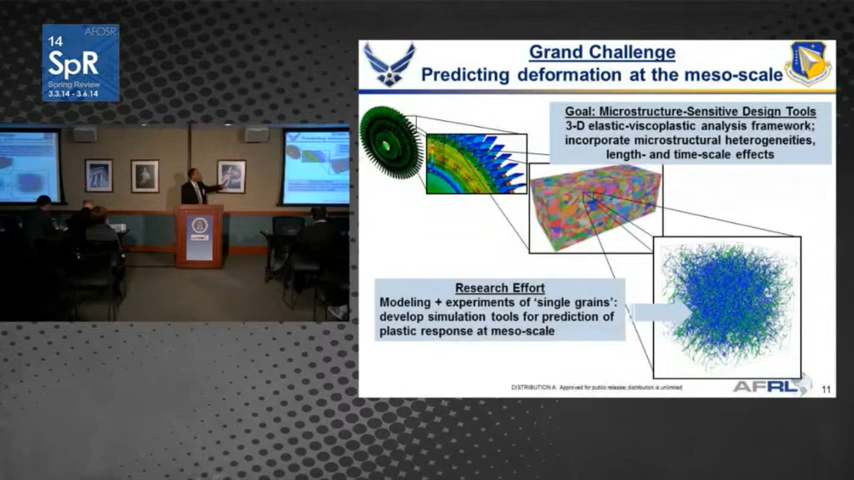 AFOSR
14
SpR
Spring Review
3.3.14 - 3.6.14
Grand Challenge
Predicting deformation at the meso-scale
Goal: Microstructure-Sensitive Design Tools
3-D elastic-viscoplastic analysis framework;
incorporate microstructural heterogeneities,
length- and time-scale effects
Research Effort
Modeling + experiments of 'single grains':
develop simulation tools for prediction of
plastic response at meso-scale
DISTRIBUTION A: Approved for public release; distribution is unlimited.
AFRL
11